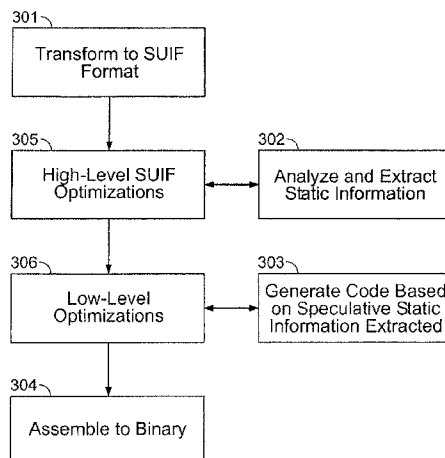 301
Transform to SUIF
Format
305
High-Level SUIF
Optimizations
302
Analyze and Extract
Static Information
306
Low-Level
Optimizations
303
Generate Code Based
on Speculative Static
Information Extracted
304
Assemble to Binary